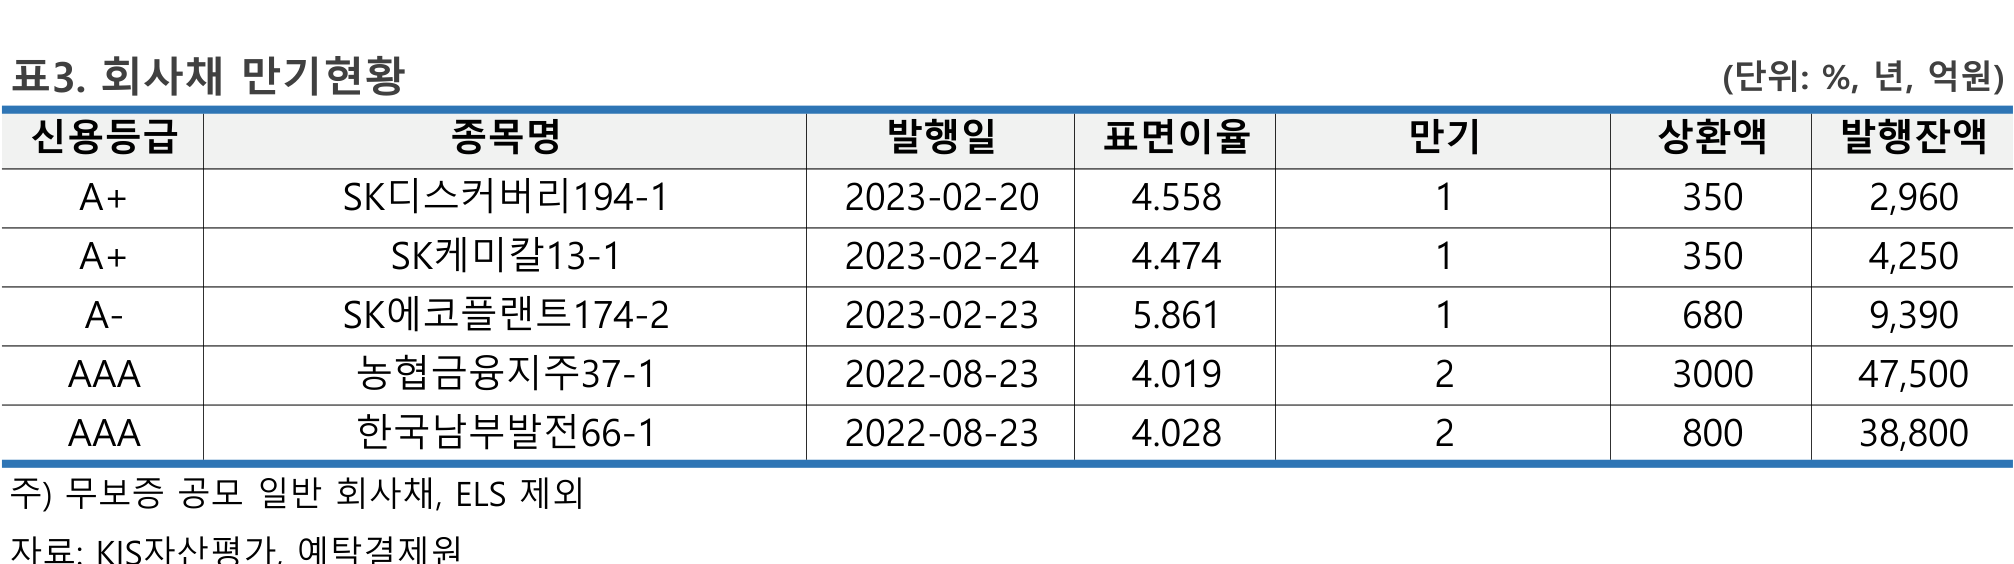 표3. 회사채 만기현황 (단위: %, 년, 억원)
신용등급 종목명 발행일 표면이율 만기 상환액 발행잔액
A+ SK디스커버리194-1 2023-02-20 4.558 1 350 2,960
A+ SK케미칼13-1 2023-02-24 4.474 1 350 4,250
A- SK에코플랜트174-2 2023-02-23 5.861 1 680 9,390
AAA 농협금융지주37-1 2022-08-23 4.019 2 3000 47,500
AAA 한국남부발전66-1 2022-08-23 4.028 2 800 38,800
주) 무보증 공모 일반 회사채, ELS 제외
자료: KIS자산평가, 예탁결제원